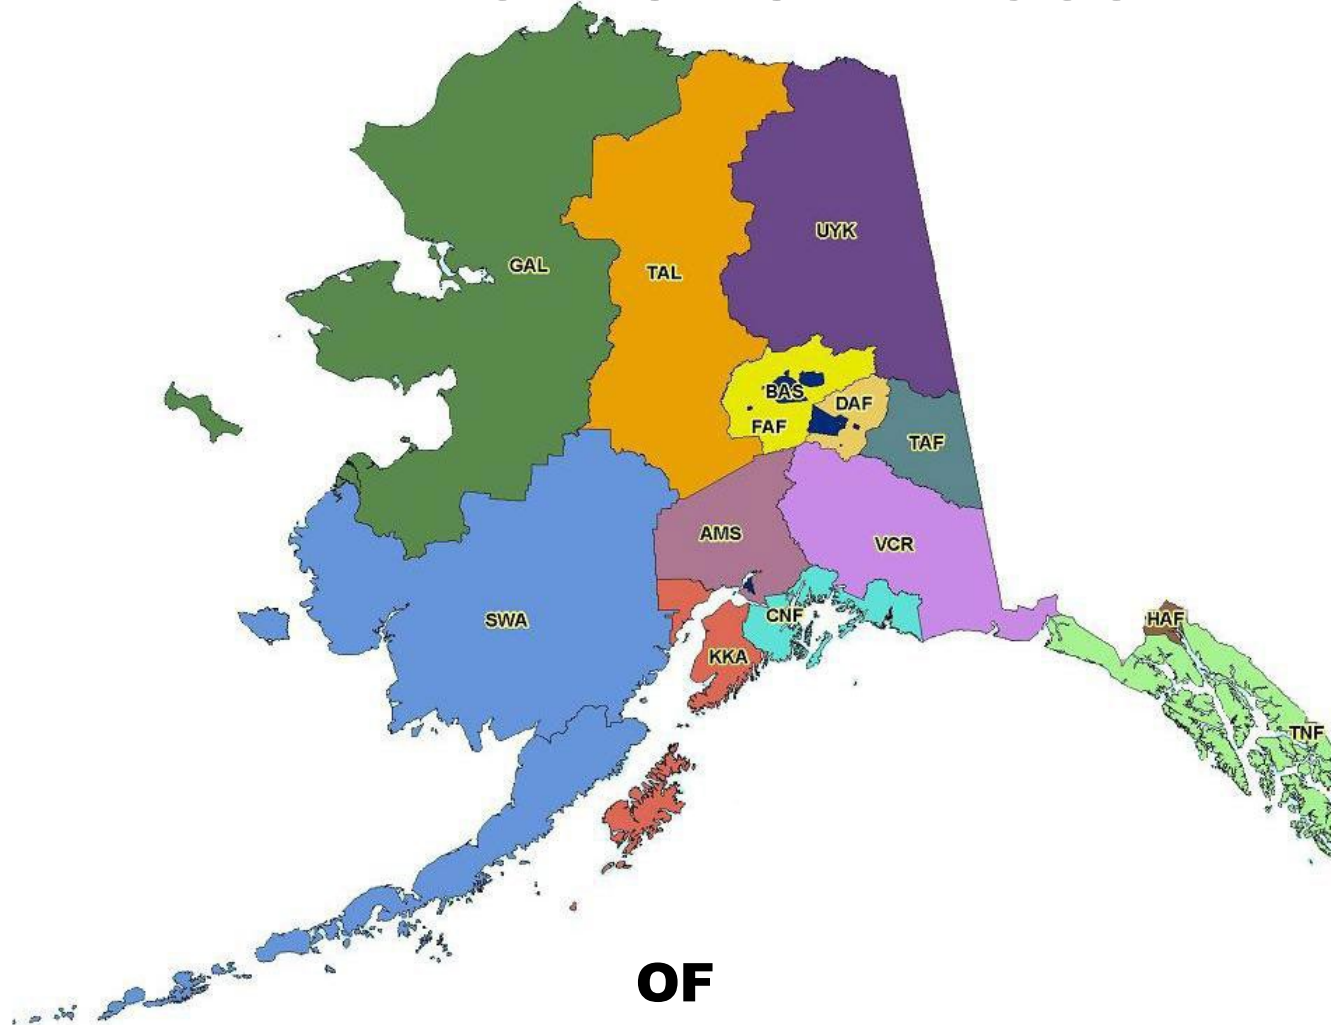 UYK
GAL
TAL
BAS
DAF
FAF
TAF
AMS
VCR
CNF
SWA
HAF
KKA
TNF
OF